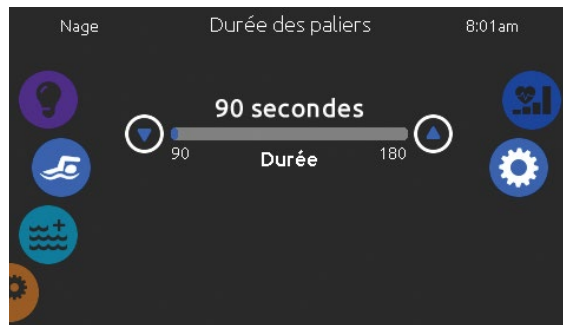 Nage
Durée des paliers
8:01am
90 secondes
90
Durée
180